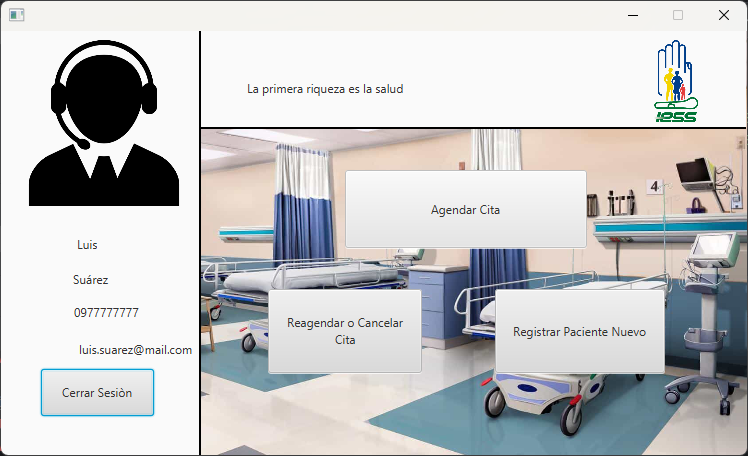 La primera riqueza es la salud
IESS
Luis
Suárez
0977777777
luis.suarez@mail.com
Cerrar Sesiòn
Agendar Cita
4
Reagendar o Cancelar
Cita
Registrar Paciente Nuevo